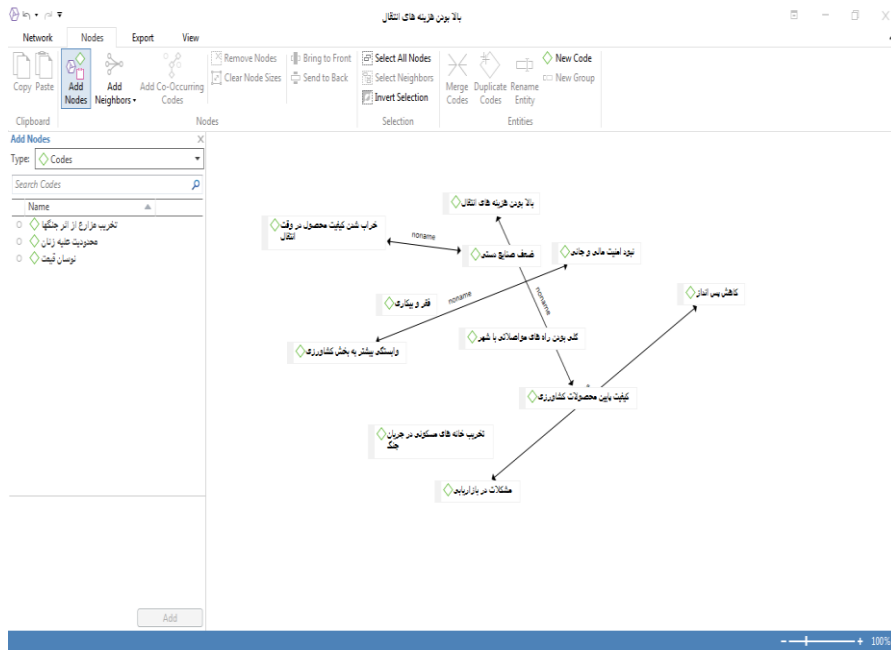 بالا بودن هزینه های انتقال
Network Nodes Export View
Copy Paste
Add Nodes
Add Neighbors
Add Co-Occurring Codes
Remove Nodes
Clear Node Sizes
Bring to Front
Send to Back
Select All Nodes
Select Neighbors
Invert Selection
Merge Codes
Duplicate Codes
Rename Entity
New Code
New Group
Clipboard Nodes Selection Entities
Add Nodes X
Type: Codes
Search Codes
Name
تخریب مزارع از اثر جنگها
محدودیت علیه زنان
نوسان قیمت
Add
بالا بودن هزینه های انتقال
خراب شدن کیفیت محصول در وقت
انتقال
noname
ضعف صنایع دستی
نبود امنیت مالی و جانی
کاهش پس انداز
noname
noname
فقر و بیکاری
وابستگی بیشتر به بخش کشاورزی
راه های مواصلاتی با شهر
کیفیت پایین محصولات کشاورزی
تخریب خانه های مسکونی در جریان
جنگ
مشکلات در بازاریابی
100%